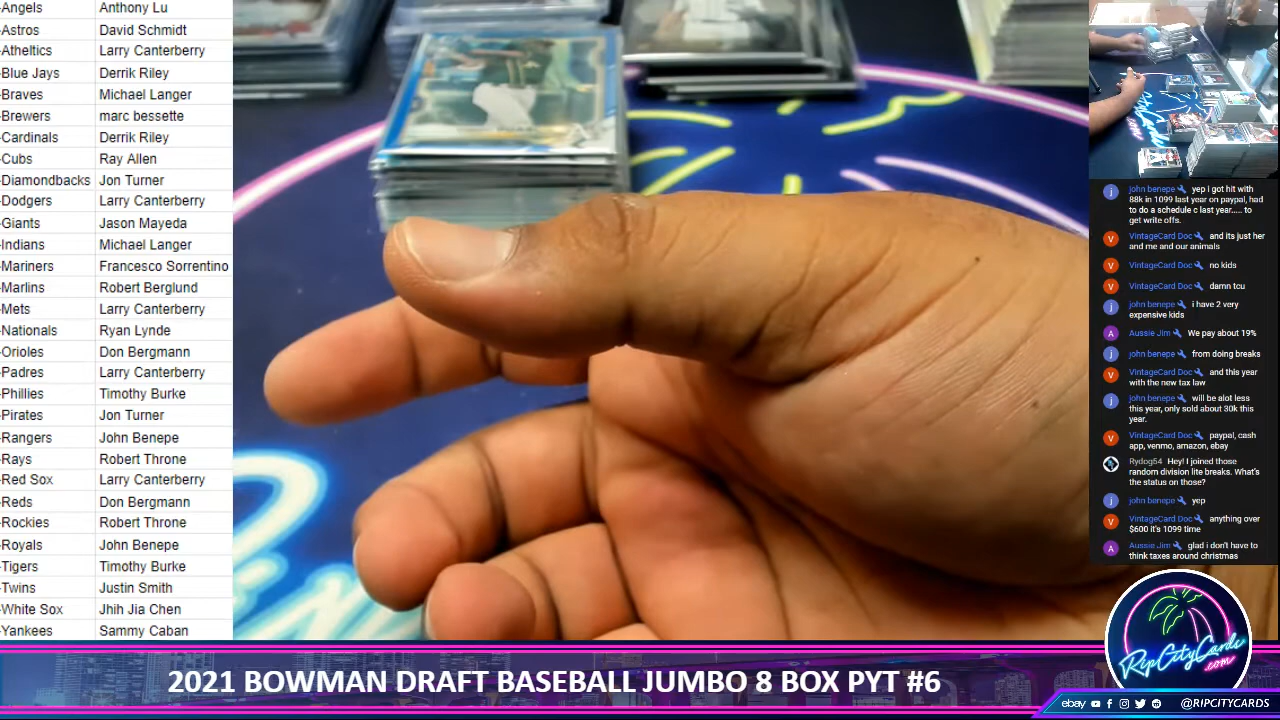 -Angels Anthony Lu
-Astros David Schmidt
-Atheltics Larry Canterberry
-Blue Jays Derrik Riley
-Braves Michael Langer
-Brewers marc bessette
-Cardinals Derrik Riley
-Cubs Ray Allen
-Diamondbacks Jon Turner
-Dodgers Larry Canterberry
-Giants Jason Mayeda
-Indians Michael Langer
-Mariners Francesco Sorrentino
-Marlins Robert Berglund
-Mets Larry Canterberry
-Nationals Ryan Lynde
-Orioles Don Bergmann
-Padres Larry Canterberry
-Phillies Timothy Burke
-Pirates Jon Turner
-Rangers John Benepe
-Rays Robert Throne
-Red Sox Larry Canterberry
-Reds Don Bergmann
-Rockies Robert Throne
-Royals John Benepe
-Tigers Timothy Burke
-Twins Justin Smith
-White Sox Jhih Jia Chen
-Yankees Sammy Caban
j john benepe yep i got hit with
88k in 1099 last year on paypal, had
to do a schedule c last year..... to
get write offs.
V VintageCard Doc and its just her
and me and our animals
V VintageCard Doc no kids
V VintageCard Doc damn tcu
j john benepe i have 2 very
expensive kids
A Aussie Jim We pay about 19%
j john benepe from doing breaks
V VintageCard Doc and this year
with the new tax law
j john benepe will be alot less
this year, only sold about 30k this
year.
V VintageCard Doc paypal, cash
app, venmo, amazon, ebay
Rydog54 Hey! I joined those
random division lite breaks. What's
the status on those?
j john benepe yep
V VintageCard Doc anything over
$600 it's 1099 time
A Aussie Jim glad i don't have to
think taxes around christmas
RipCityCards
.com
2021 BOWMAN DRAFT BASEBALL JUMBO 8 BOX PYT #6
ebay @RIPCITYCARDS